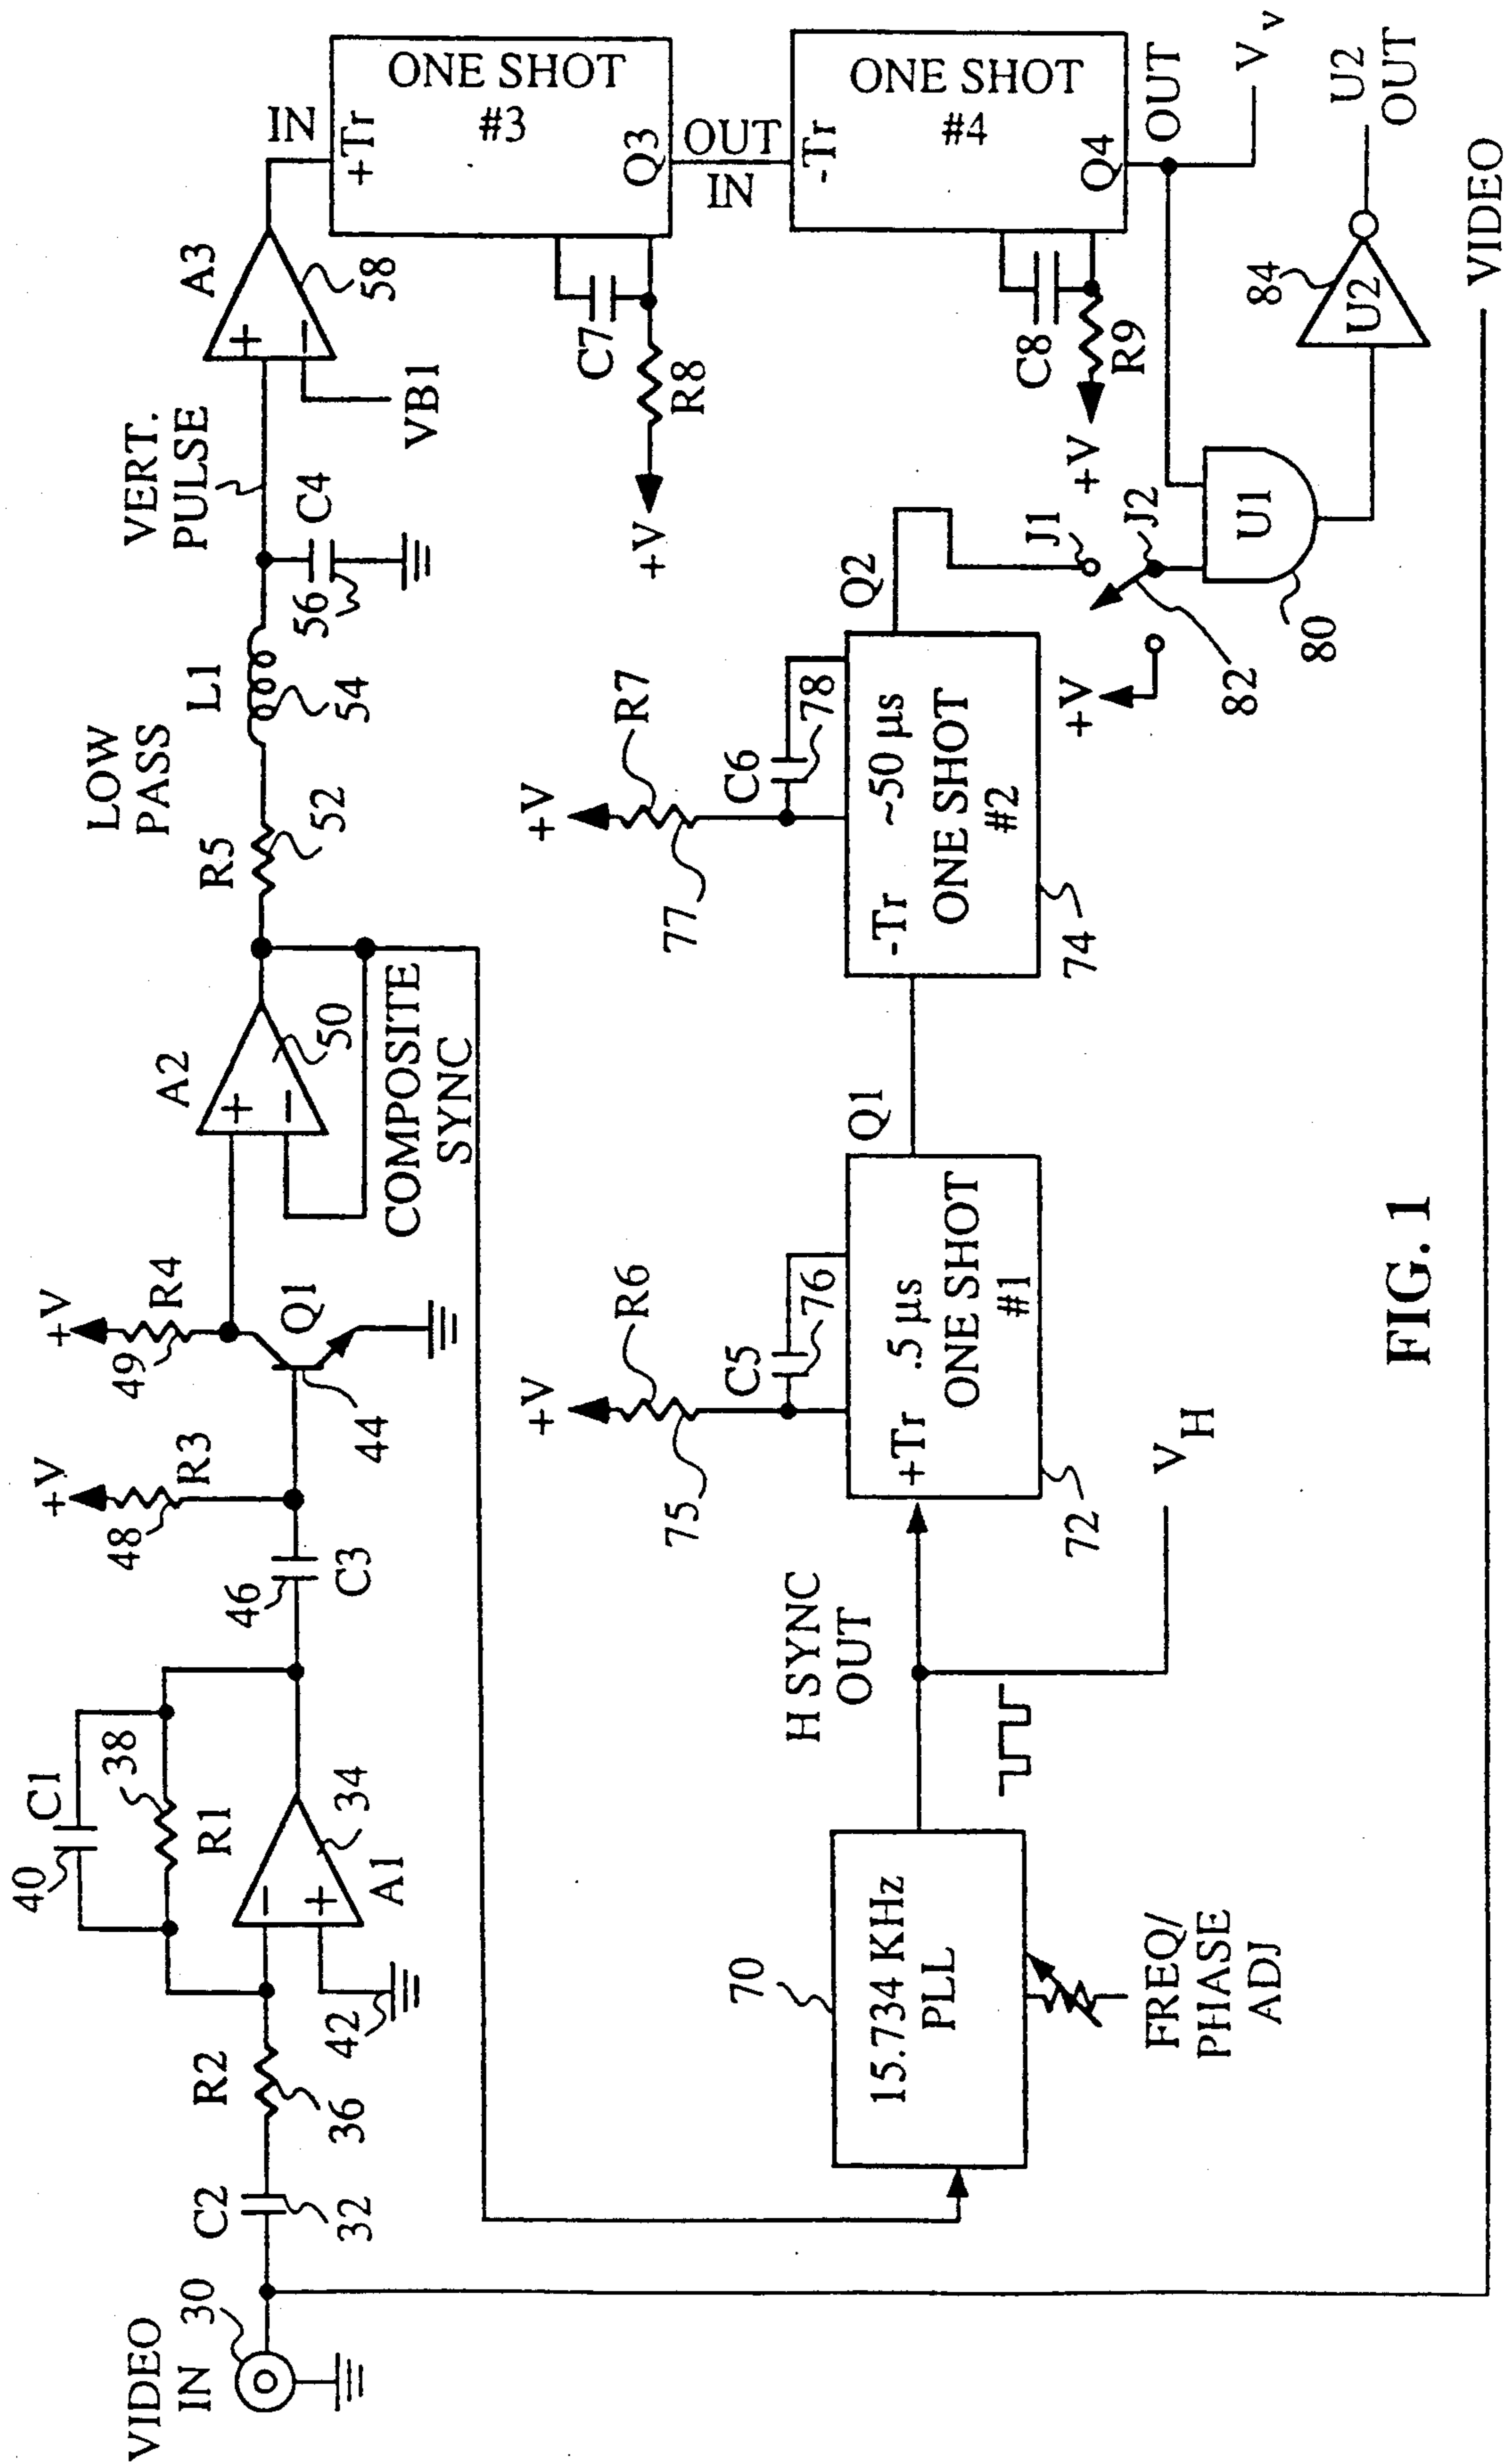 VIDEO
IN
30
C2
32
R2
36
42
40
C1
38
R1
34
A1
46
C3
+V
48
R3
+V
49
R4
Q1
44
A2
50
COMPOSITE
SYNC
LOW
PASS
R5
52
L1
54
56
C4
VERT.
PULSE
VB1
A3
58
IN
+Tr
ONE SHOT
#3
Q3
C7
R8
+V
OUT
IN
-Tr
ONE SHOT
#4
Q4
C8
R9
+V
OUT
Vv
70
15.734 KHz
PLL
FREQ/
PHASE
ADJ
H SYNC
OUT
VH
+V
R6
75
C5
76
+Tr .5 µs
ONE SHOT
#1
72
Q1
+V
R7
77
C6
78
-Tr ~50 µs
ONE SHOT
#2
74
Q2
J1
J2
+V
82
U1
80
84
U2
U2
OUT
VIDEO
FIG. 1